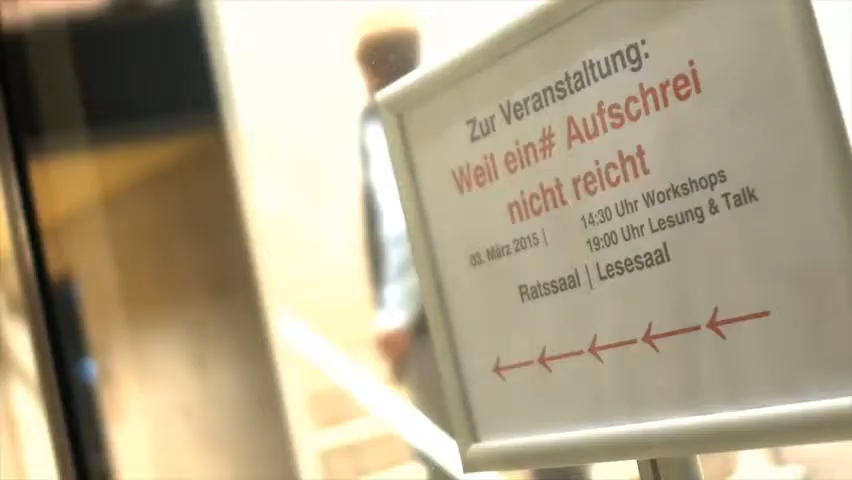 Zur Veranstaltung:
Weil ein# Aufschrei
nicht reicht
03. März 2015 | 14:30 Uhr Workshops
19:00 Uhr Lesung & Talk
Ratssaal | Lesesaal